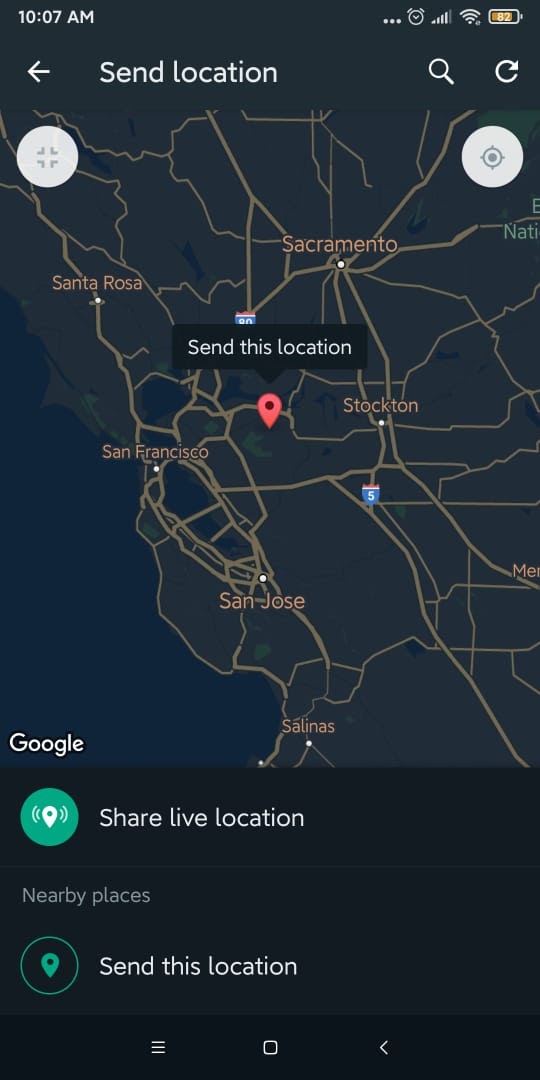 10:07 AM
82
Send location
Sacramento
Nati
Santa Rosa
80
Send this location
Stockton
San Francisco
5
Mer
San Jose
Salinas
Google
Share live location
Nearby places
Send this location